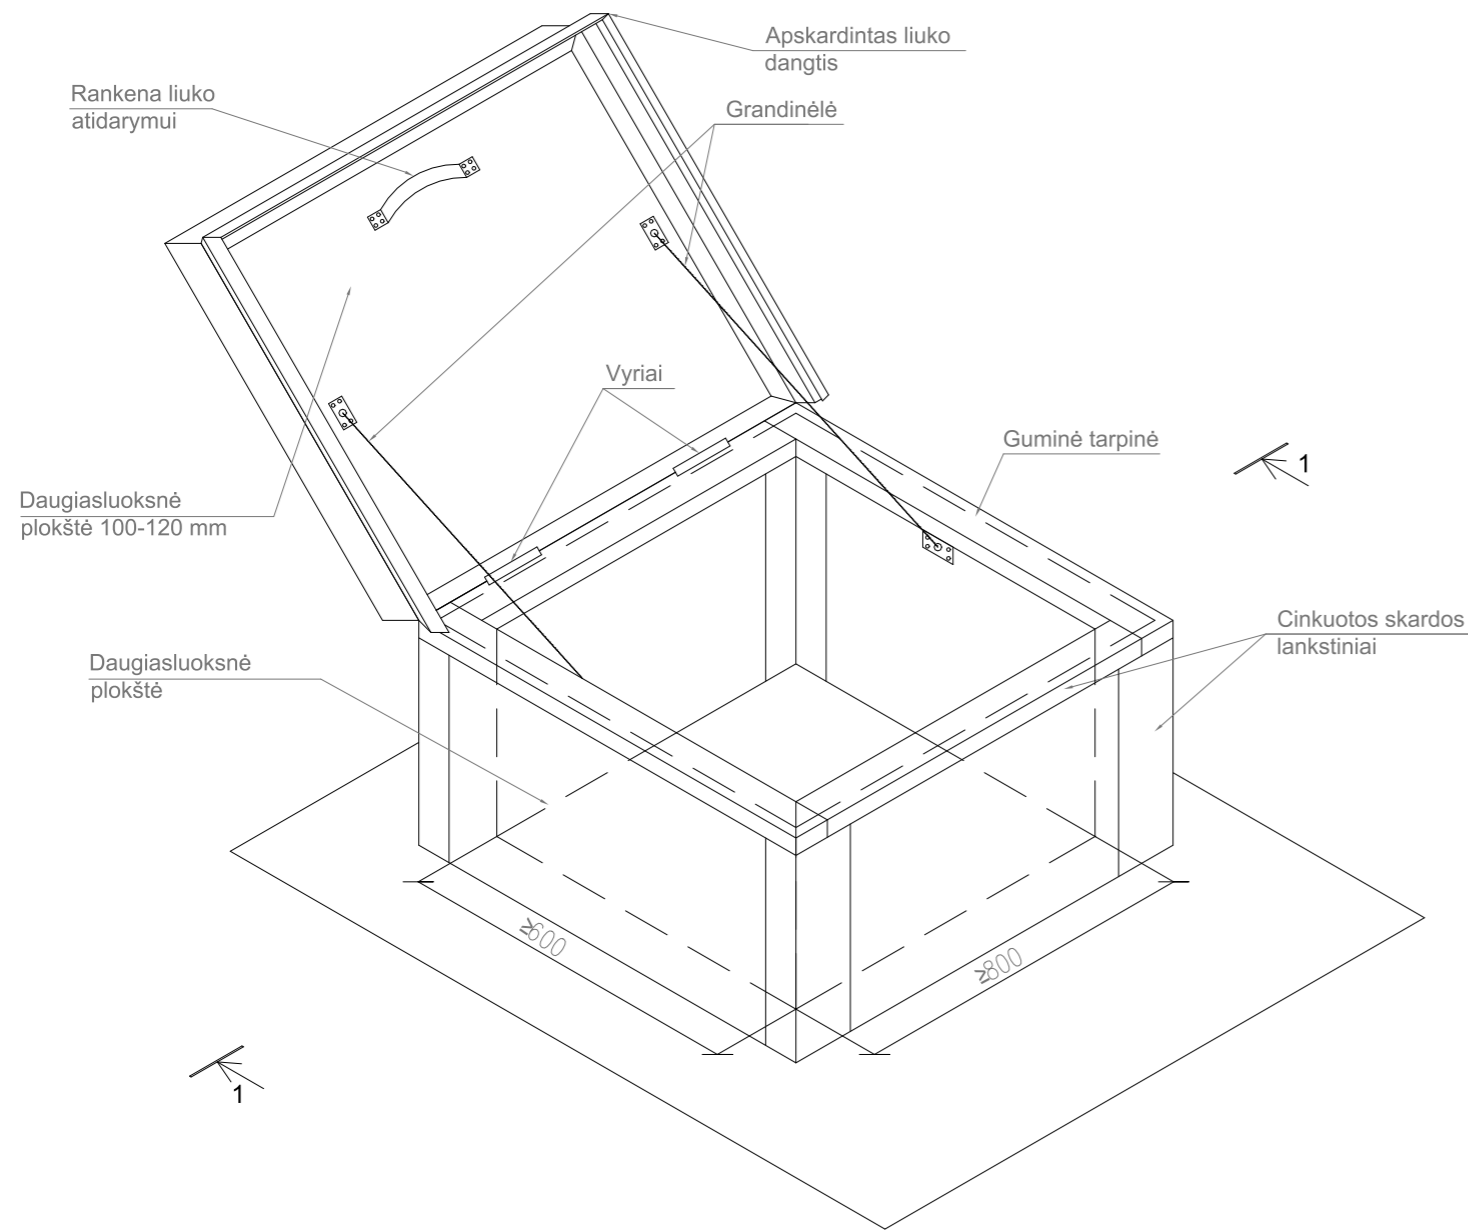 Apskardintas liuko
dangtis
Rankena liuko
atidarymui
Grandinėlė
Vyriai
Guminė tarpinė
1
Daugiasluoksnė
plokštė 100-120 mm
Cinkuotos skardos
lankstiniai
Daugiasluoksnė
plokštė
≥600
≥800
1